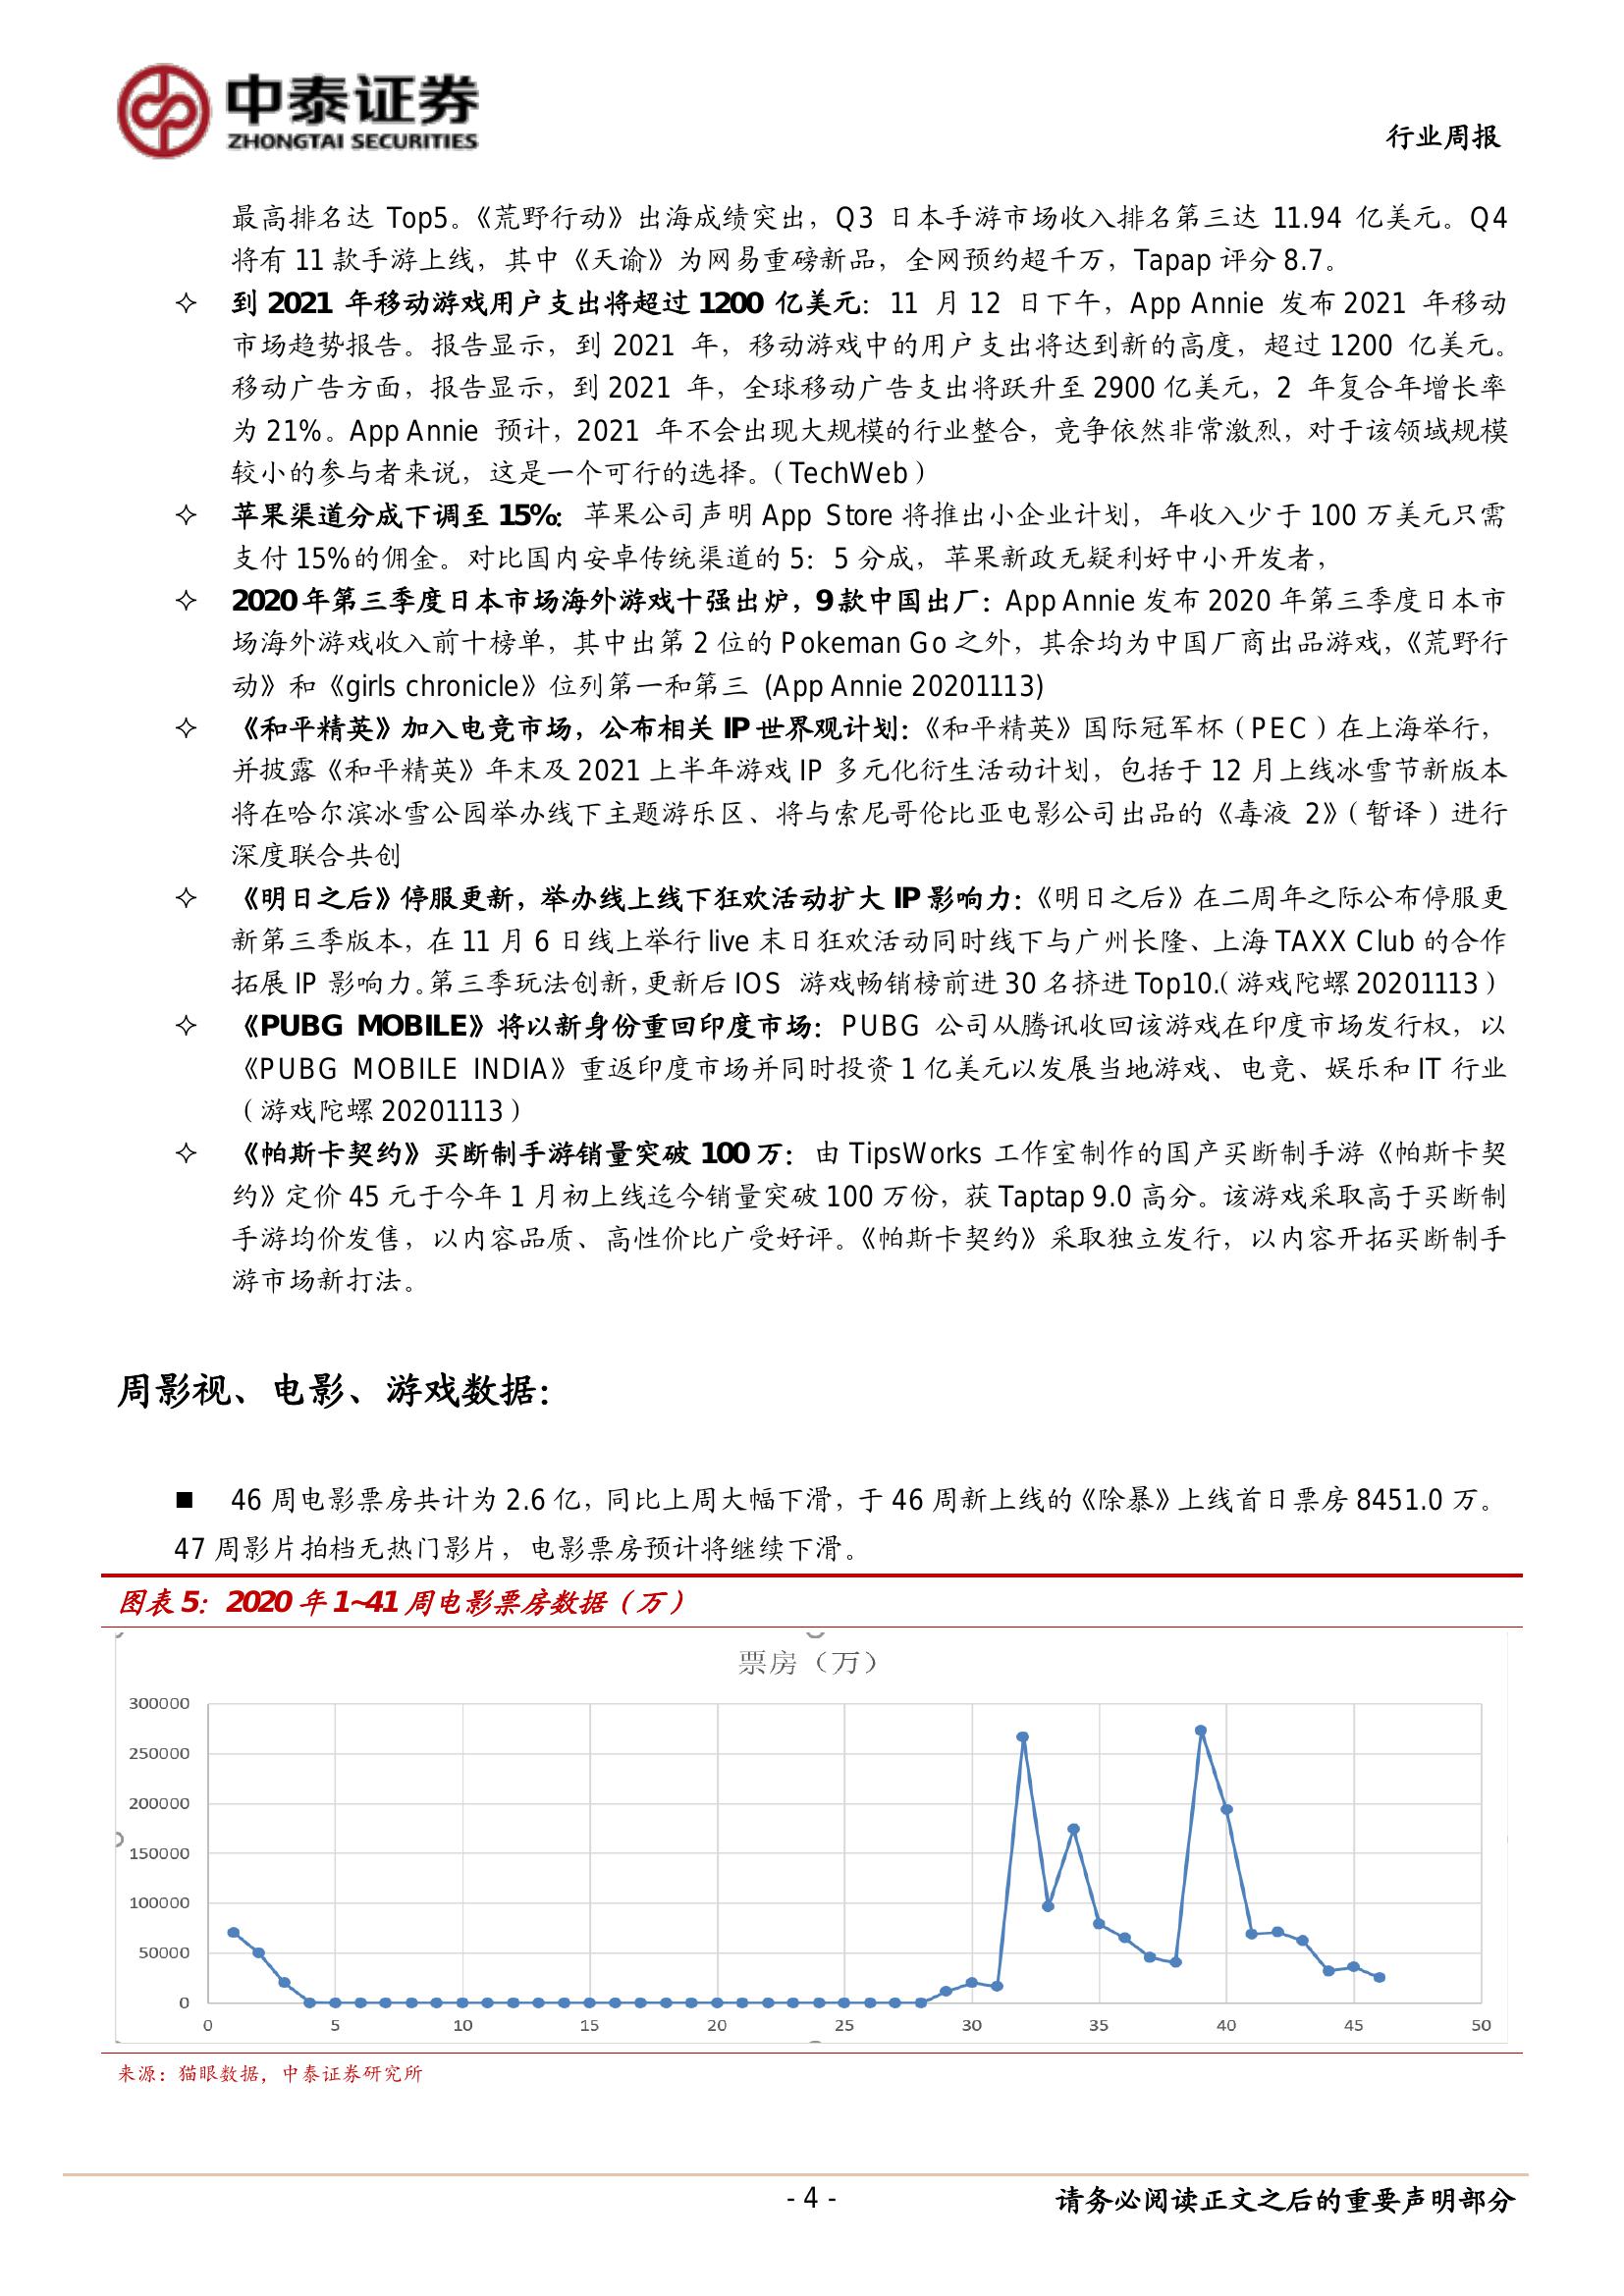 中泰证券
ZHONGTAI SECURITIES
行业周报
最高排名达 Top5。《荒野行动》出海成绩突出，Q3 日本手游市场收入排名第三达 11.94 亿美元。Q4
将有 11 款手游上线，其中《天谕》为网易重磅新品，全网预约超千万，Tapap 评分 8.7。
✧ 到 2021 年移动游戏用户支出将超过 1200 亿美元：11 月 12 日下午，App Annie 发布 2021 年移动
市场趋势报告。报告显示，到 2021 年，移动游戏中的用户支出将达到新的高度，超过 1200 亿美元。
移动广告方面，报告显示，到 2021 年，全球移动广告支出将跃升至 2900 亿美元，2 年复合年增长率
为 21%。App Annie 预计，2021 年不会出现大规模的行业整合，竞争依然非常激烈，对于该领域规模
较小的参与者来说，这是一个可行的选择。（TechWeb）
✧ 苹果渠道分成下调至 15%：苹果公司声明 App Store 将推出小企业计划，年收入少于 100 万美元只需
支付 15%的佣金。对比国内安卓传统渠道的 5：5 分成，苹果新政无疑利好中小开发者，
✧ 2020 年第三季度日本市场海外游戏十强出炉，9 款中国出厂：App Annie 发布 2020 年第三季度日本市
场海外游戏收入前十榜单，其中出第 2 位的 Pokeman Go 之外，其余均为中国厂商出品游戏，《荒野行
动》和《girls chronicle》位列第一和第三 (App Annie 20201113)
✧ 《和平精英》加入电竞市场，公布相关 IP 世界观计划：《和平精英》国际冠军杯（PEC）在上海举行，
并披露《和平精英》年末及 2021 上半年游戏 IP 多元化衍生活动计划，包括于 12 月上线冰雪节新版本
将在哈尔滨冰雪公园举办线下主题游乐区、将与索尼哥伦比亚电影公司出品的《毒液 2》（暂译）进行
深度联合共创
✧ 《明日之后》停服更新，举办线上线下狂欢活动扩大 IP 影响力：《明日之后》在二周年之际公布停服更
新第三季版本，在 11 月 6 日线上举行 live 末日狂欢活动同时线下与广州长隆、上海 TAXX Club 的合作
拓展 IP 影响力。第三季玩法创新，更新后 IOS 游戏畅销榜前进 30 名挤进 Top10.（游戏陀螺 20201113）
✧ 《PUBG MOBILE》将以新身份重回印度市场：PUBG 公司从腾讯收回该游戏在印度市场发行权，以
《PUBG MOBILE INDIA》重返印度市场并同时投资 1 亿美元以发展当地游戏、电竞、娱乐和 IT 行业
（游戏陀螺 20201113）
✧ 《帕斯卡契约》买断制手游销量突破 100 万：由 TipsWorks 工作室制作的国产买断制手游《帕斯卡契
约》定价 45 元于今年 1 月初上线迄今销量突破 100 万份，获 Taptap 9.0 高分。该游戏采取高于买断制
手游均价发售，以内容品质、高性价比广受好评。《帕斯卡契约》采取独立发行，以内容开拓买断制手
游市场新打法。
周影视、电影、游戏数据：
■ 46 周电影票房共计为 2.6 亿，同比上周大幅下滑，于 46 周新上线的《除暴》上线首日票房 8451.0 万。
47 周影片拍档无热门影片，电影票房预计将继续下滑。
图表 5：2020 年 1~41 周电影票房数据（万）
票房（万）
300000
250000
200000
150000
100000
50000
0
0 5 10 15 20 25 30 35 40 45 50
来源：猫眼数据，中泰证券研究所
- 4 -
请务必阅读正文之后的重要声明部分